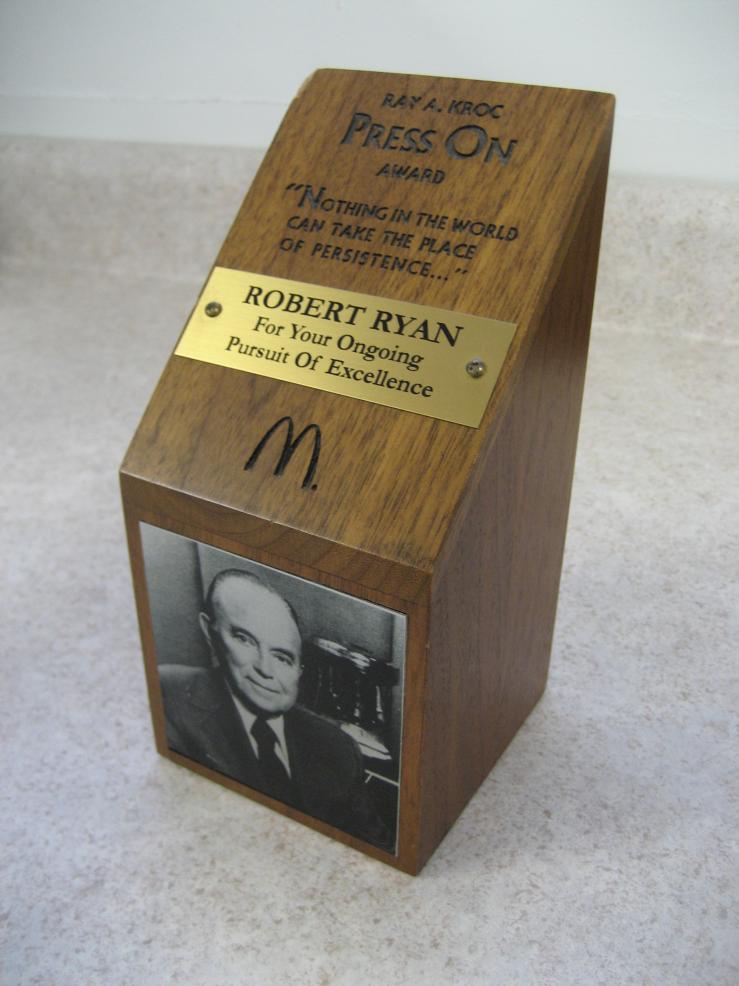 RAY A. KROC
PRESS ON
AWARD
“NOTHING IN THE WORLD
CAN TAKE THE PLACE
OF PERSISTENCE...”
ROBERT RYAN
For Your Ongoing
Pursuit Of Excellence
M